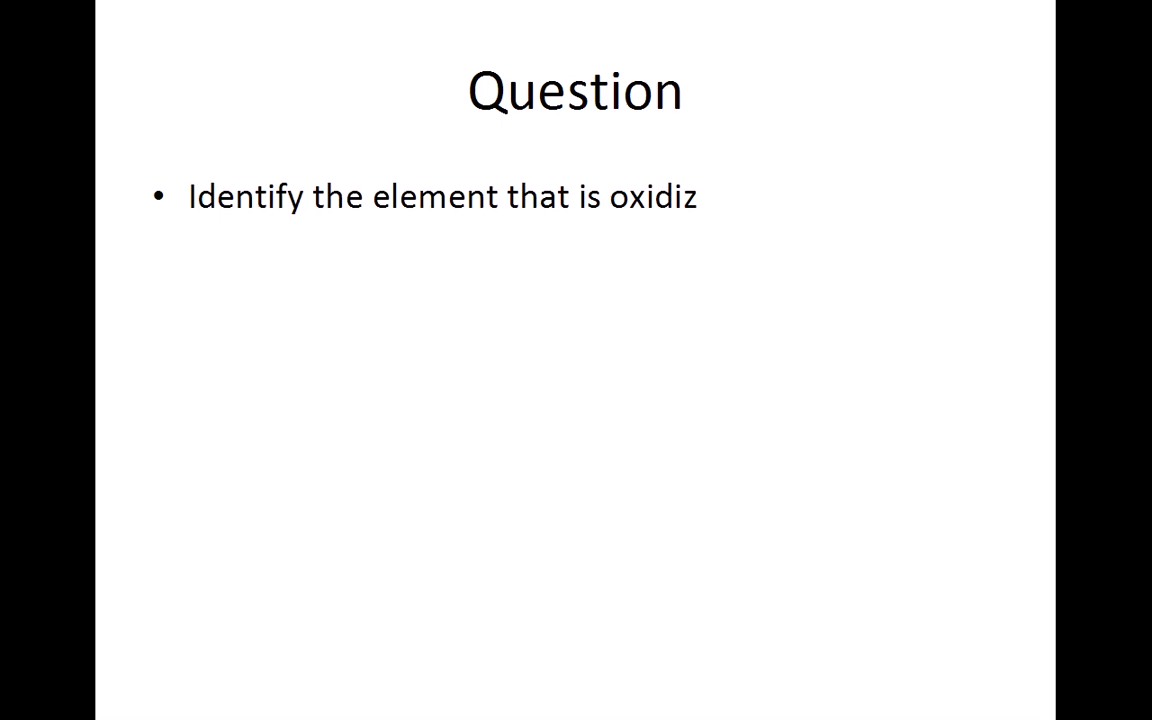 Question
• Identify the element that is oxidiz